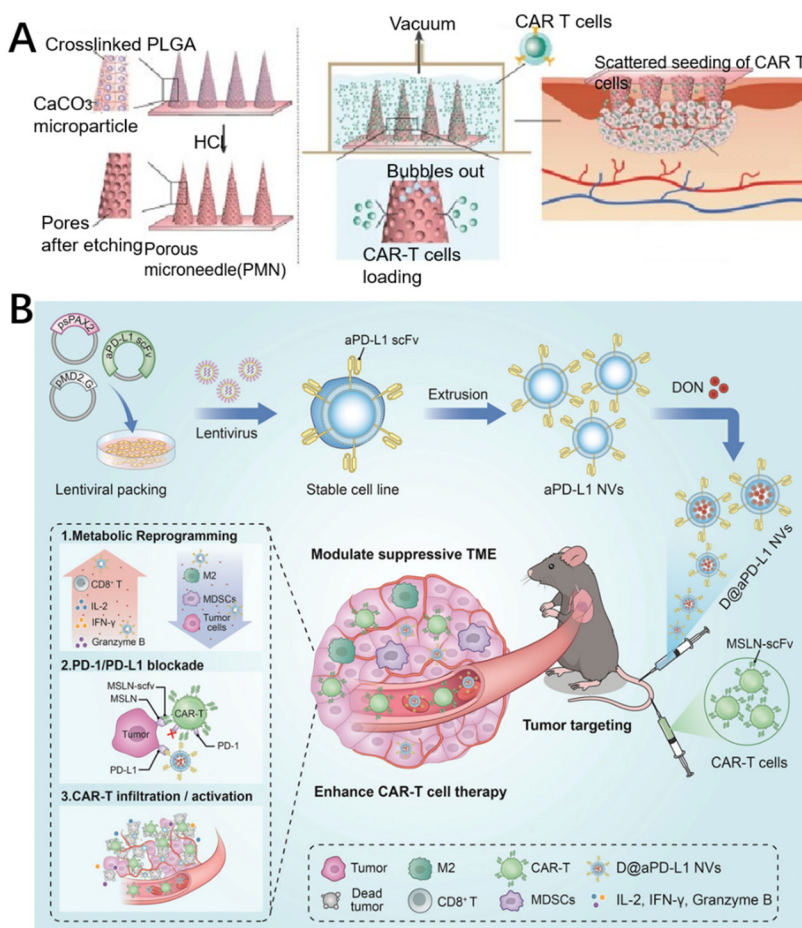 A
Crosslinked PLGA
CaCO3
microparticle
HCl
Pores
after etching
Porous
microneedle(PMN)
Vacuum
CAR T cells
Bubbles out
CAR-T cells
loading
Scattered seeding of CAR T
cells
B
psPAX2
aPD-L1 scFv
pMD2.G
Lentiviral packing
Lentivirus
aPD-L1 scFv
Stable cell line
Extrusion
aPD-L1 NVs
DON
D@aPD-L1 NVs
1.Metabolic Reprogramming
CD8+ T
IL-2
IFN-γ
Granzyme B
M2
MDSCs
Tumor
cells
2.PD-1/PD-L1 blockade
MSLN-scfv
MSLN
CAR-T
Tumor
PD-1
PD-L1
3.CAR-T infiltration / activation
Modulate suppressive TME
Enhance CAR-T cell therapy
Tumor targeting
MSLN-scFv
CAR-T cells
Tumor
M2
CAR-T
D@aPD-L1 NVs
Dead
tumor
CD8+ T
MDSCs
IL-2, IFN-γ, Granzyme B